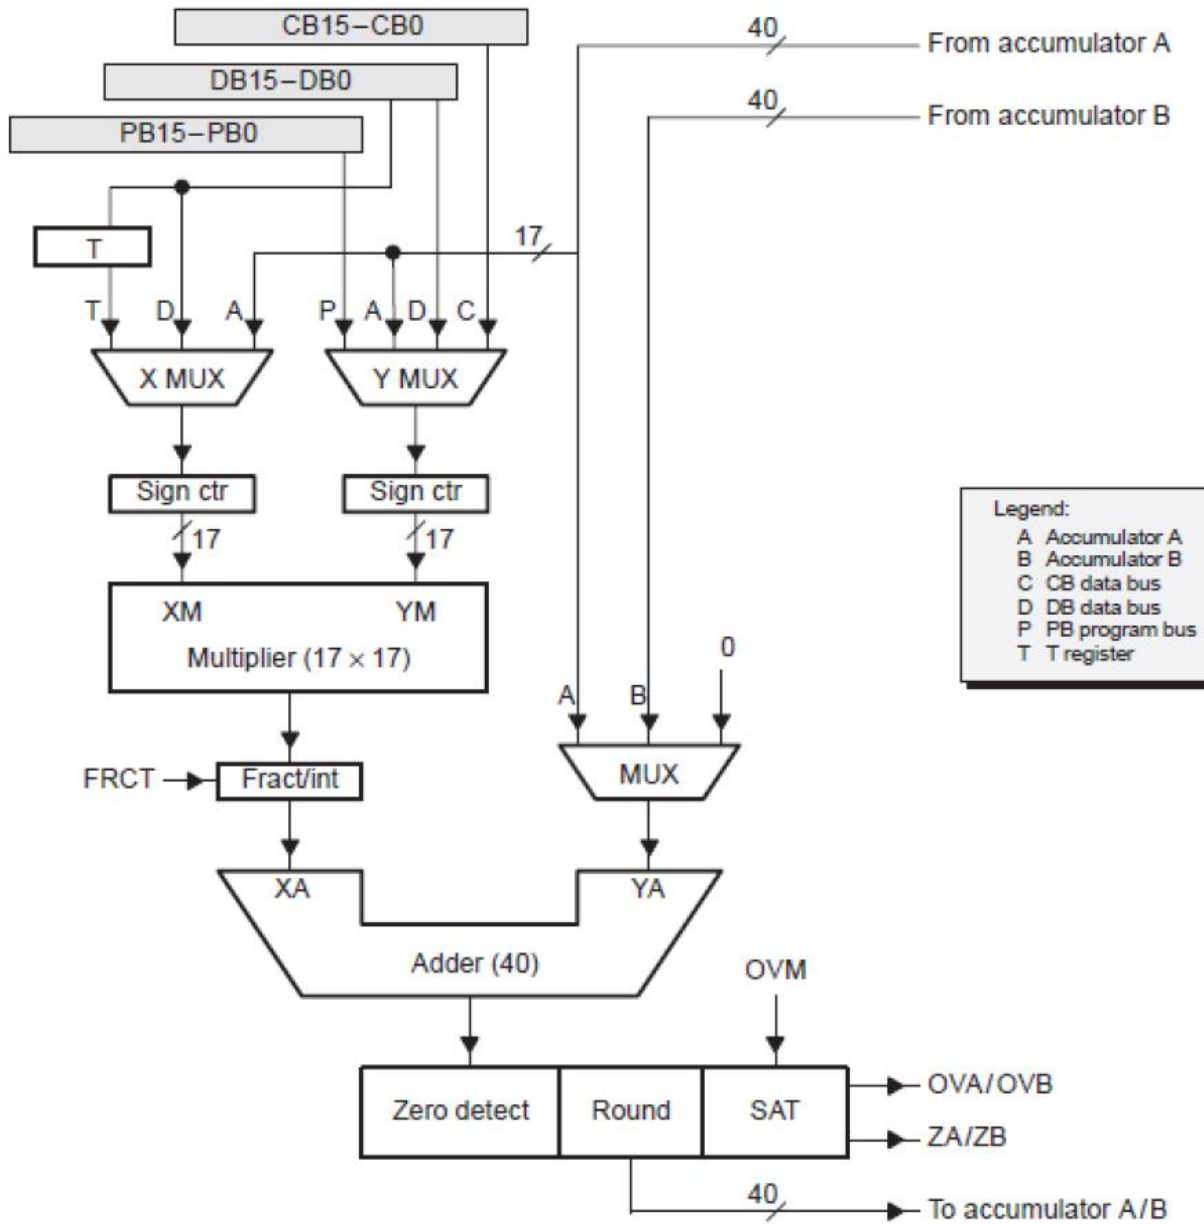 CB15–CB0
40
From accumulator A
DB15–DB0
40
From accumulator B
PB15–PB0
17
T
T D A P A D C
X MUX Y MUX
Sign ctr Sign ctr
17 17
Legend:
A Accumulator A
B Accumulator B
C CB data bus
D DB data bus
P PB program bus
T T register
XM YM
Multiplier (17 × 17)
0
A B
MUX
FRCT
Fract/int
XA YA
Adder (40)
OVM
Zero detect Round SAT
OVA/OVB
ZA/ZB
40
To accumulator A/B